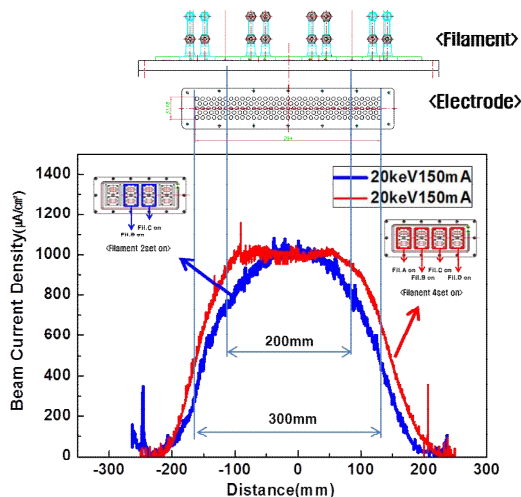 <Filament>
<Electrode>
284
1400
1200
1000
800
600
400
200
0
Beam Current Density(μA/㎠)
20keV150mA
20keV150mA
Fil.C on
Fil.B on
<Filament 2set on>
Fil.A on
Fil.C on
Fil.B on
Fil.D on
<Filament 4set on>
200mm
300mm
-300
-200
-100
0
100
200
300
Distance(mm)